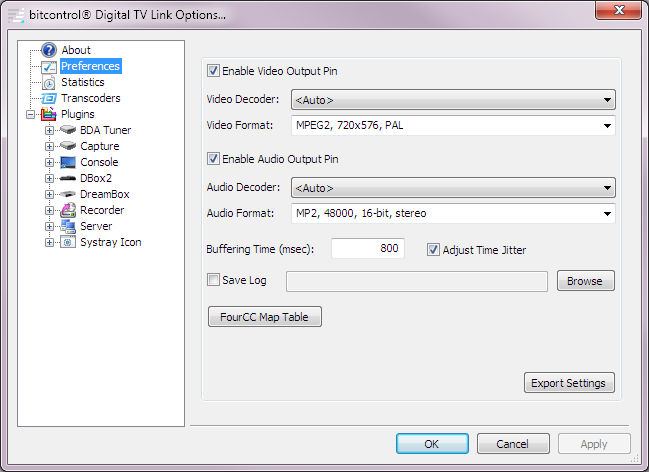 bitcontrol® Digital TV Link Options...
About
Preferences
Statistics
Transcoders
Plugins
BDA Tuner
Capture
Console
DBox2
DreamBox
Recorder
Server
Systray Icon
Enable Video Output Pin
Video Decoder: <Auto>
Video Format: MPEG2, 720x576, PAL
Enable Audio Output Pin
Audio Decoder: <Auto>
Audio Format: MP2, 48000, 16-bit, stereo
Buffering Time (msec): 800 Adjust Time Jitter
Save Log Browse
FourCC Map Table
Export Settings
OK Cancel Apply